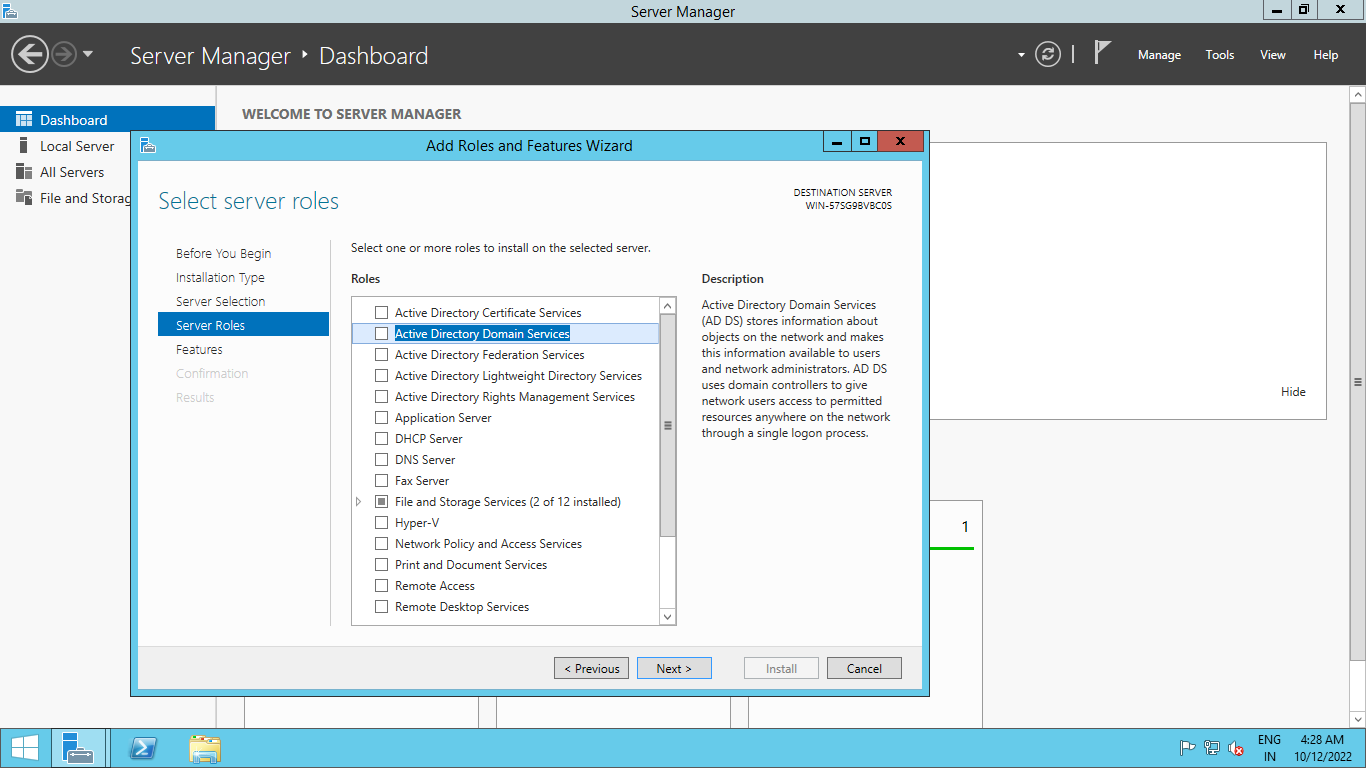 Server Manager
Server Manager ‣ Dashboard
Manage Tools View Help
Dashboard
Local Server
All Servers
File and Storag
WELCOME TO SERVER MANAGER
Add Roles and Features Wizard
Select server roles
DESTINATION SERVER
WIN-57SG9BVBC0S
Before You Begin
Installation Type
Server Selection
Server Roles
Features
Confirmation
Results
Select one or more roles to install on the selected server.
Roles
Active Directory Certificate Services
Active Directory Domain Services
Active Directory Federation Services
Active Directory Lightweight Directory Services
Active Directory Rights Management Services
Application Server
DHCP Server
DNS Server
Fax Server
File and Storage Services (2 of 12 installed)
Hyper-V
Network Policy and Access Services
Print and Document Services
Remote Access
Remote Desktop Services
Description
Active Directory Domain Services
(AD DS) stores information about
objects on the network and makes
this information available to users
and network administrators. AD DS
uses domain controllers to give
network users access to permitted
resources anywhere on the network
through a single logon process.
< Previous Next > Install Cancel
Hide
1
ENG
IN
4:28 AM
10/12/2022